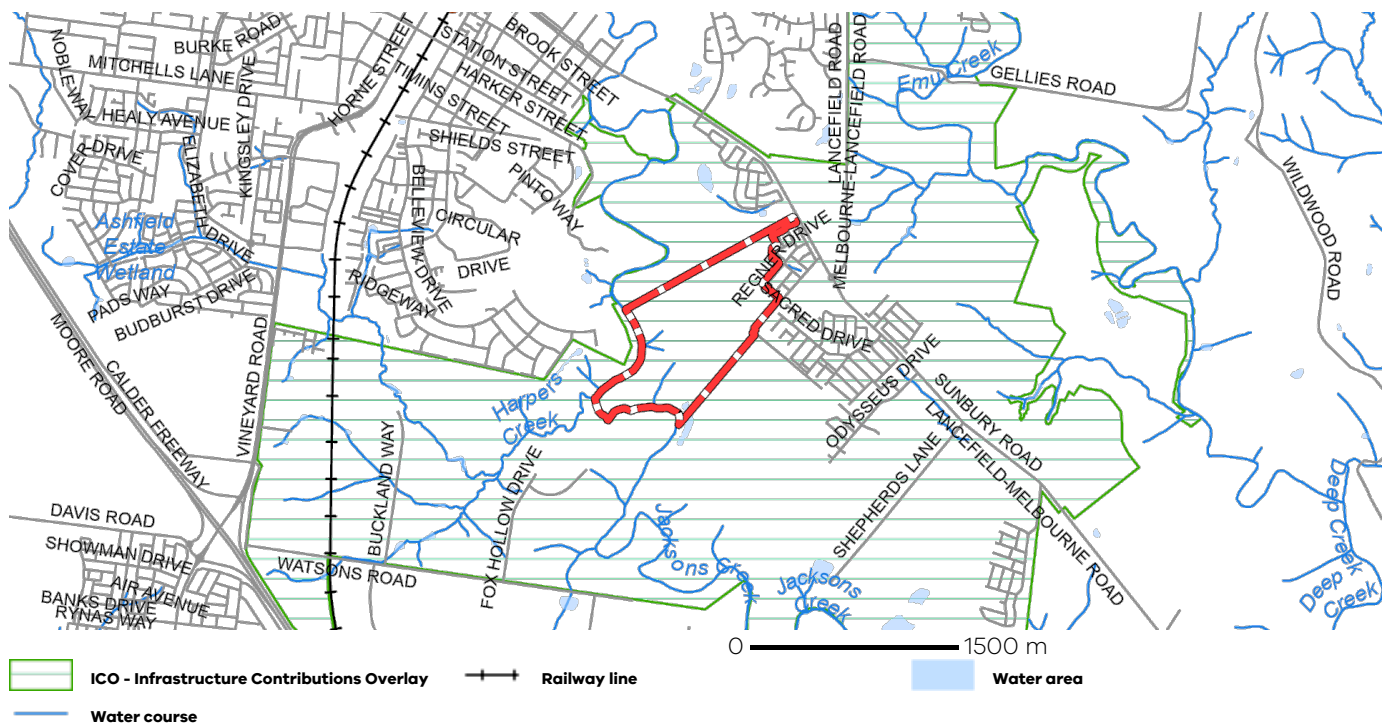 NOBLE WAY
BURKE ROAD
MITCHELLS LANE
HORNE STREET
STATION STREET
BROOK STREET
HARKER STREET
TIMINS STREET
LANCEFIELD ROAD
MELBOURNE-LANCEFIELD ROAD
Emu Creek
GELLIES ROAD
HEALY AVENUE
KINGSLEY DRIVE
COVER DRIVE
ELIZABETH DRIVE
SHIELDS STREET
PINTO WAY
BELLEVIEW DRIVE
CIRCULAR
DRIVE
WILDWOOD ROAD
Ashfield
Estate
Wetland
PADS WAY
BUDBURST DRIVE
RIDGEWAY
REGNER DRIVE
SACRED DRIVE
MOORE ROAD
CALDER FREEWAY
VINEYARD ROAD
Harpers
Creek
ODYSSEUS DRIVE
SUNBURY ROAD
LANCEFIELD-MELBOURNE ROAD
SHEPHERDS LANE
BUCKLAND WAY
FOX HOLLOW DRIVE
DAVIS ROAD
SHOWMAN DRIVE
AIR AVENUE
BANKS DRIVE
RYNAS WAY
WATSONS ROAD
Jacksons Creek
Jacksons
Creek
Deep Creek
Deep
Creek
0 1500 m
ICO - Infrastructure Contributions Overlay
Railway line
Water area
Water course